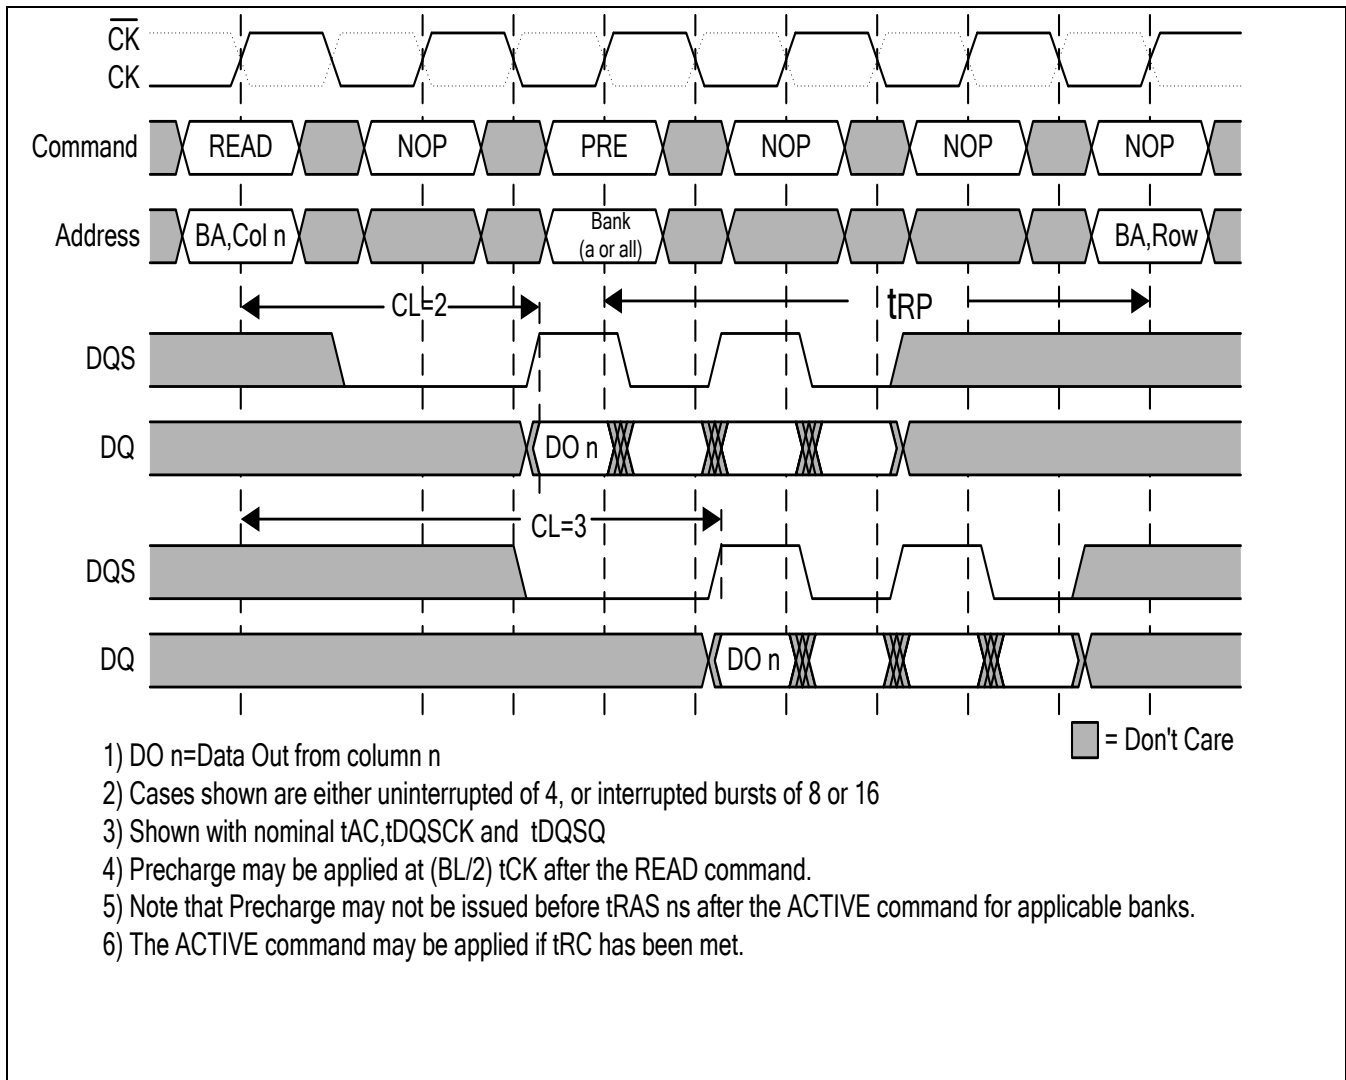 CK
CK
Command READ NOP PRE NOP NOP NOP
Address BA,Col n Bank (a or all) BA,Row
CL=2 tRP
DQS
DQ DO n
CL=3
DQS
DQ DO n
= Don't Care
1) DO n=Data Out from column n
2) Cases shown are either uninterrupted of 4, or interrupted bursts of 8 or 16
3) Shown with nominal tAC,tDQSCK and tDQSQ
4) Precharge may be applied at (BL/2) tCK after the READ command.
5) Note that Precharge may not be issued before tRAS ns after the ACTIVE command for applicable banks.
6) The ACTIVE command may be applied if tRC has been met.